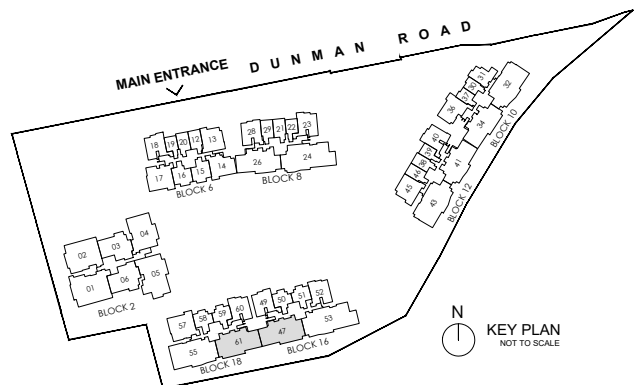 DUNMAN ROAD
MAIN ENTRANCE
18 19 20 12 13
17 16 15 14
BLOCK 6
28 29 21 22 23
26 24
BLOCK 8
31
30
37
36
32
34
BLOCK 10
40
39
38
46
45
41
43
BLOCK 12
02 03 04
01 06 05
BLOCK 2
57 58 59 60
55 61
BLOCK 18
49 50 51 52
47 53
BLOCK 16
N
KEY PLAN
NOT TO SCALE